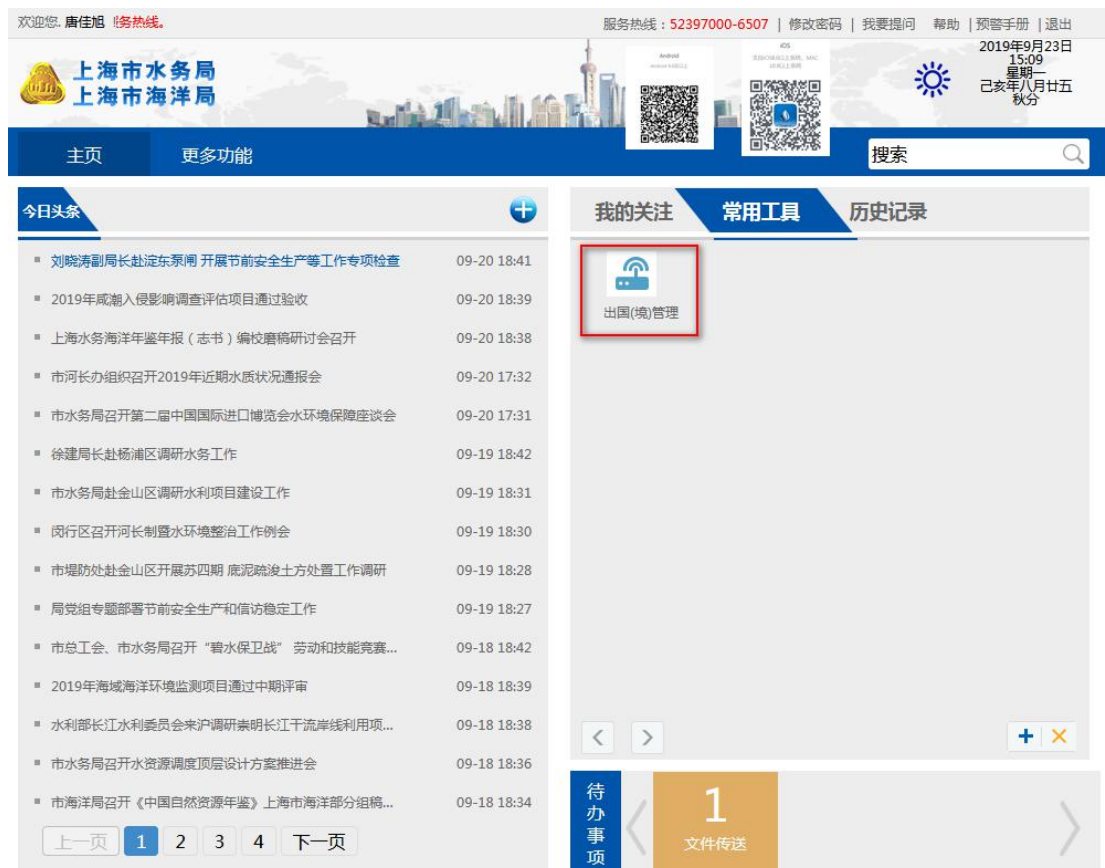 欢迎您. 唐佳旭 务热线。
服务热线：52397000-6507 | 修改密码 | 我要提问 帮助 |预警手册 |退出
上海市水务局
上海市海洋局
Android
iOS
2019年9月23日
15:09
星期一
己亥年八月廿五
秋分
主页 更多功能
搜索
今日头条
刘晓涛副局长赴淀东泵闸 开展节前安全生产等工作专项检查 09-20 18:41
2019年咸潮入侵影响调查评估项目通过验收 09-20 18:39
上海水务海洋年鉴年报（志书）编校磨稿研讨会召开 09-20 18:38
市河长办组织召开2019年近期水质状况通报会 09-20 17:32
市水务局召开第二届中国国际进口博览会水环境保障座谈会 09-20 17:31
徐建局长赴杨浦区调研水务工作 09-19 18:42
市水务局赴金山区调研水利项目建设工作 09-19 18:31
闵行区召开河长制暨水环境整治工作例会 09-19 18:30
市堤防处赴金山区开展苏四期 底泥疏浚土方处置工作调研 09-19 18:28
局党组专题部署节前安全生产和信访稳定工作 09-19 18:27
市总工会、市水务局召开“碧水保卫战” 劳动和技能竞赛... 09-18 18:42
2019年海域海洋环境监测项目通过中期评审 09-18 18:39
水利部长江水利委员会来沪调研崇明长江干流岸线利用项... 09-18 18:38
市水务局召开水资源调度顶层设计方案推进会 09-18 18:36
市海洋局召开《中国自然资源年鉴》上海市海洋部分组稿... 09-18 18:34
上一页 1 2 3 4 下一页
我的关注 常用工具 历史记录
出国(境)管理
待办事项
1
文件传送